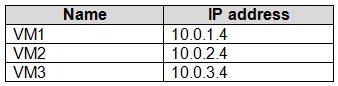 Name IP address
VM1 10.0.1.4
VM2 10.0.2.4
VM3 10.0.3.4